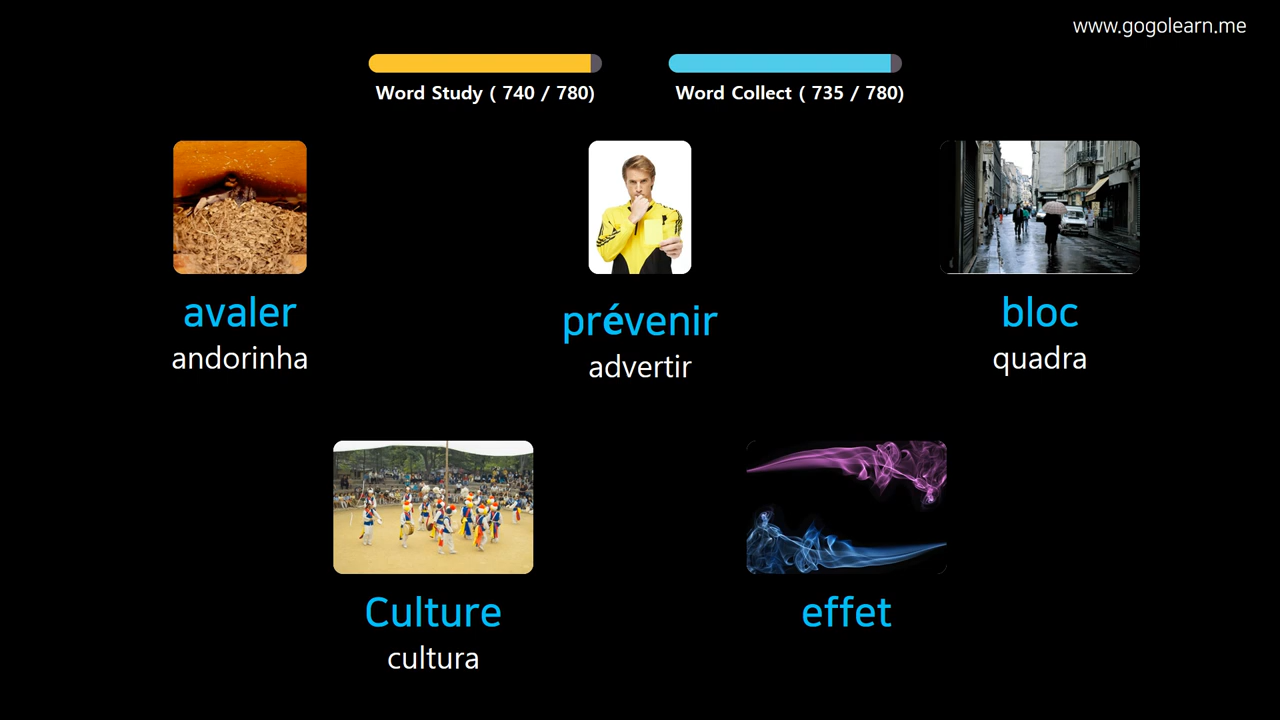 www.gogolearn.me
Word Study ( 740 / 780)
Word Collect ( 735 / 780)
avaler
andorinha
prévenir
advertir
bloc
quadra
Culture
cultura
effet